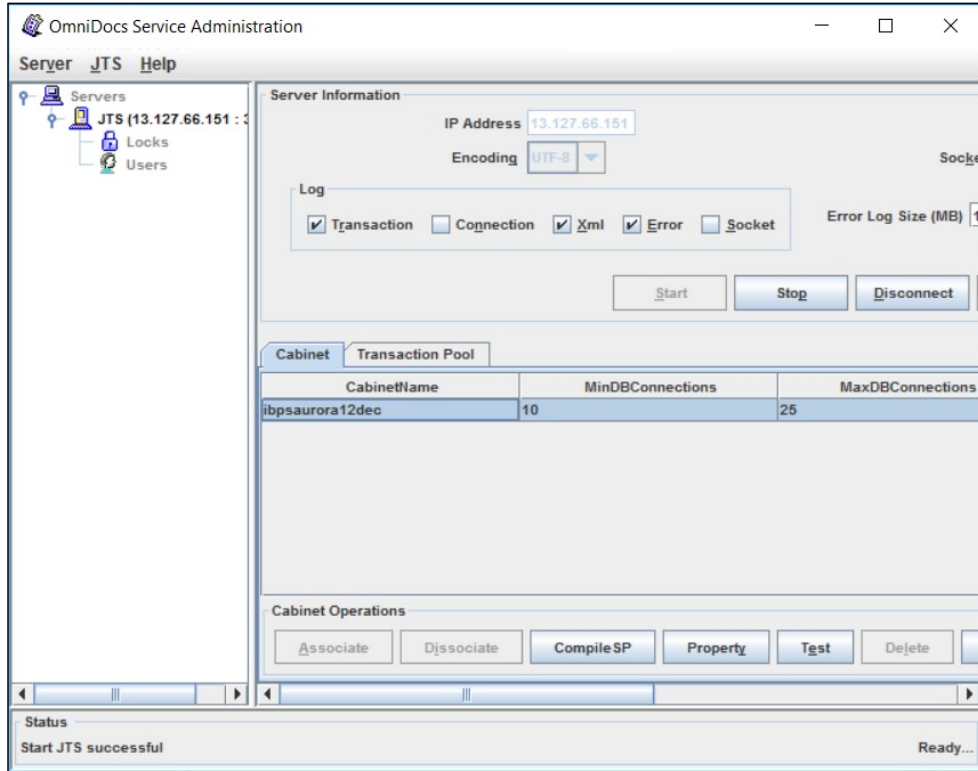 OmniDocs Service Administration
Server JTS Help
Servers
JTS (13.127.66.151 :
Locks
Users
Server Information
IP Address 13.127.66.151
Encoding UTF-8
Socke
Log
Transaction Connection Xml Error Socket
Error Log Size (MB) 1
Start Stop Disconnect
Cabinet Transaction Pool
CabinetName MinDBConnections MaxDBConnections
ibpsaurora12dec 10 25
Cabinet Operations
Associate Dissociate CompileSP Property Test Delete
Status
Start JTS successful Ready...